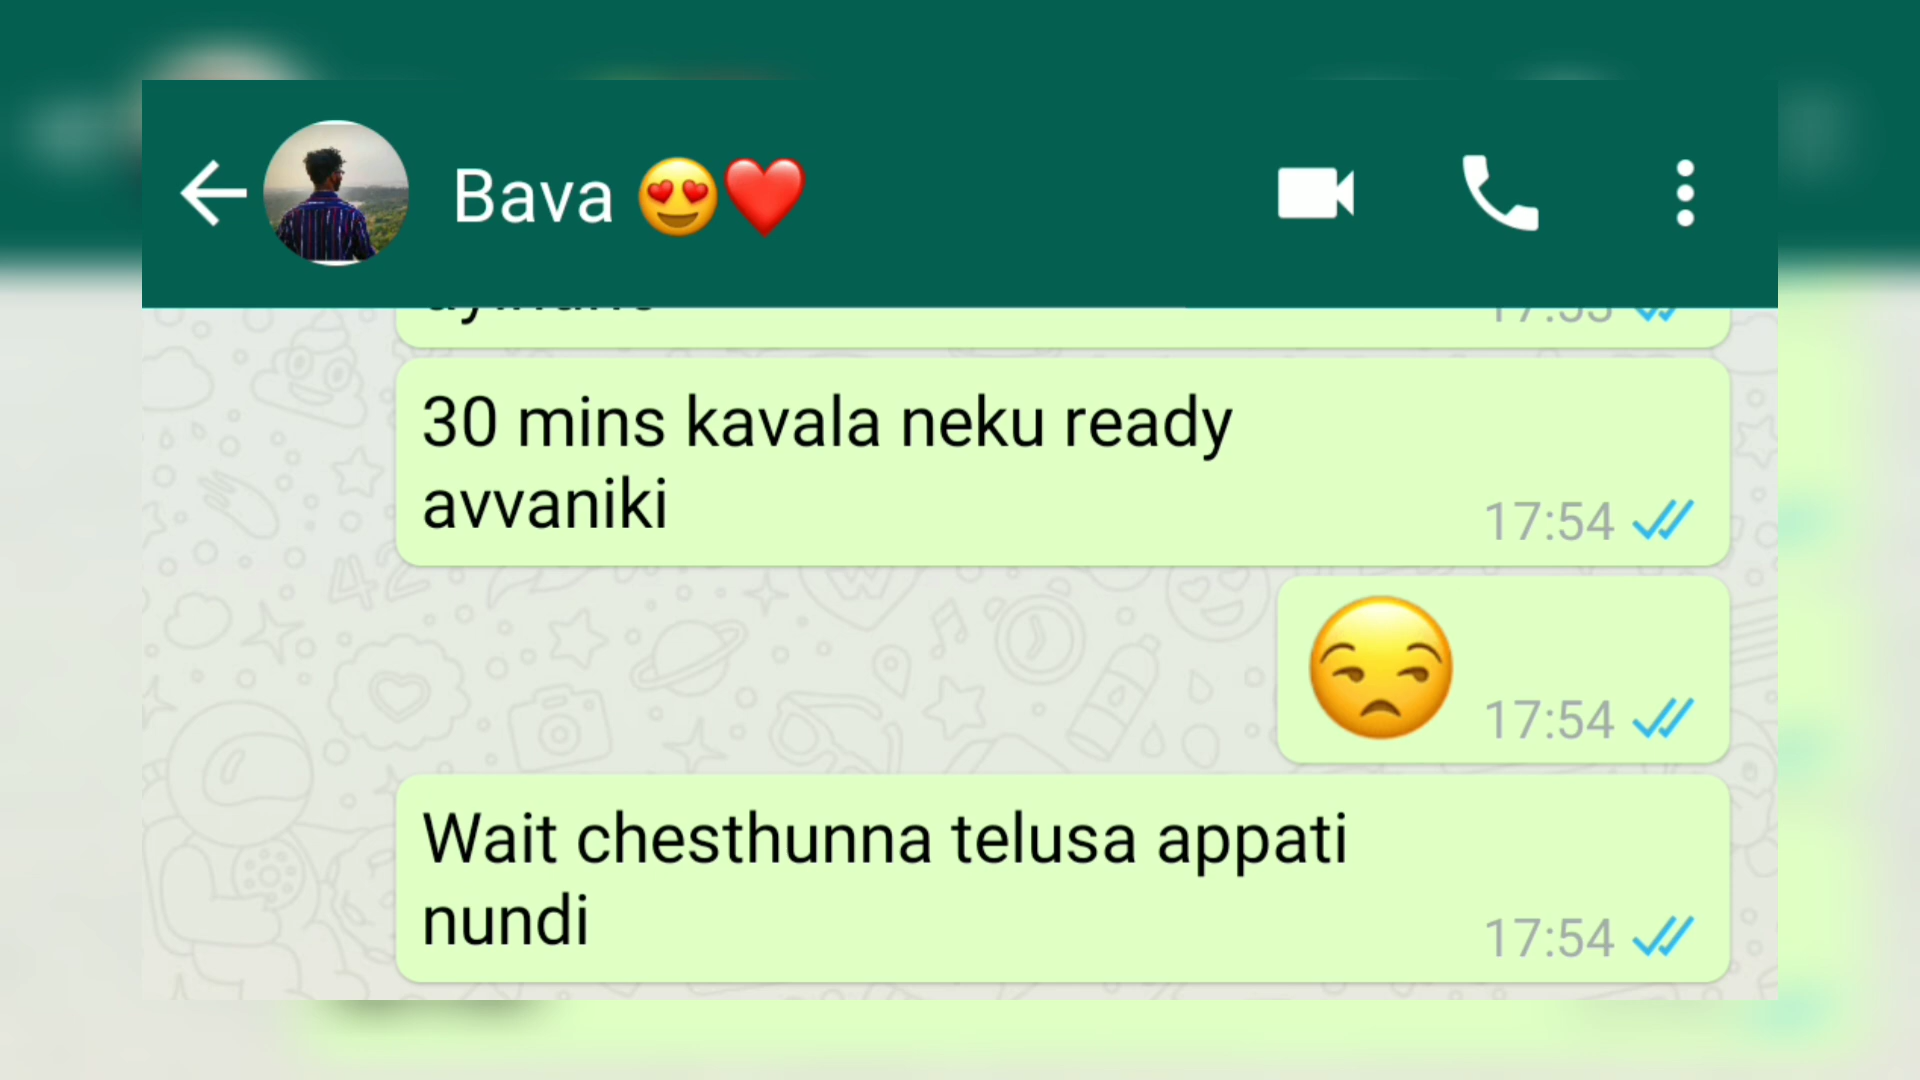 Bava 😍❤️
30 mins kavala neku ready
avvaniki
17:54
😒
17:54
Wait chesthunna telusa appati
nundi
17:54